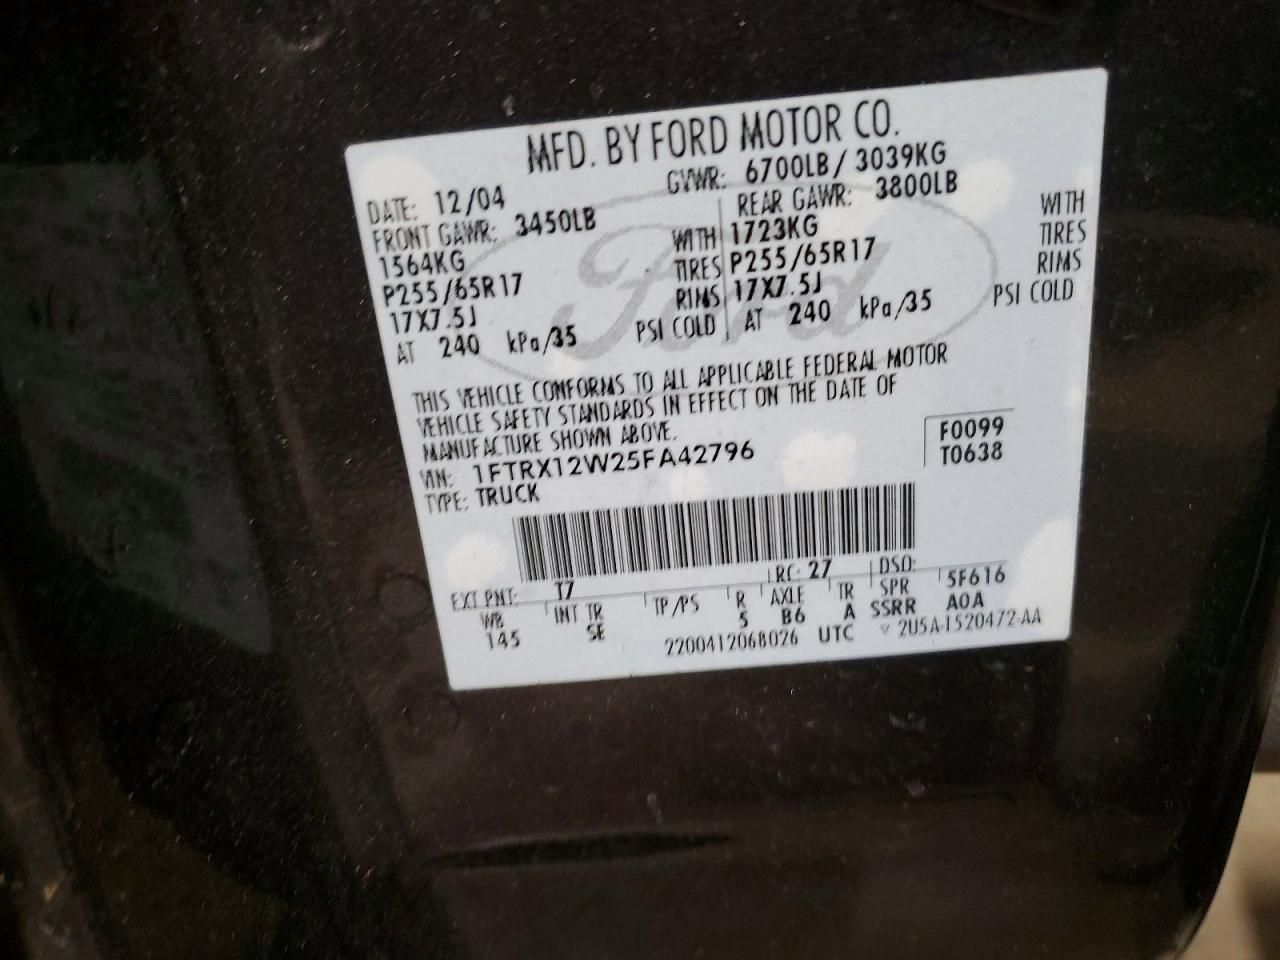 MFD. BY FORD MOTOR CO.
DATE: 12/04 GVWR: 6700LB/ 3039KG
FRONT GAWR: 3450LB REAR GAWR: 3800LB
1564KG WITH 1723KG WITH
P255/65R17 TIRES P255/65R17 TIRES
17X7.5J RIMS 17X7.5J RIMS
AT 240 kPa/35 PSI COLD AT 240 kPa/35 PSI COLD
Ford
THIS VEHICLE CONFORMS TO ALL APPLICABLE FEDERAL MOTOR
VEHICLE SAFETY STANDARDS IN EFFECT ON THE DATE OF
MANUFACTURE SHOWN ABOVE.
VIN: 1FTRX12W25FA42796 F0099
TYPE: TRUCK T0638
EXT PNT: T7 RC: 27 DSO:
WB INT TR TP/PS R AXLE TR SPR 5F616
145 SE 5 B6 A SSRR A0A
2200412068026 UTC ▽ 2U5A-1520472-AA